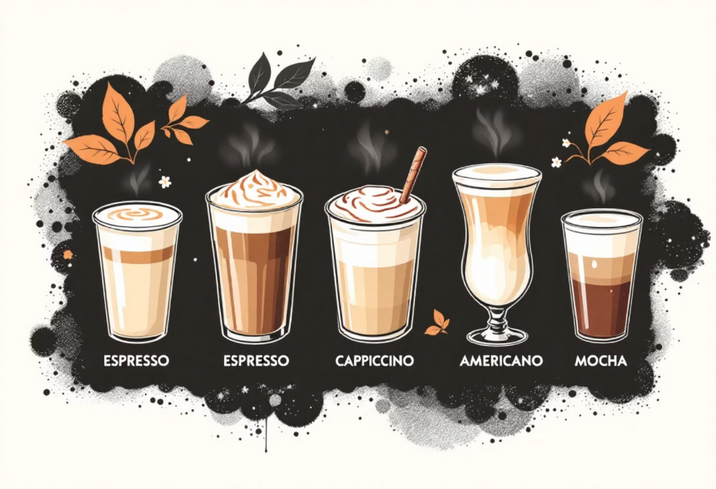 ESPRESSO
ESPRESSO
CAPPICCINO
AMERICANO
MOCHA